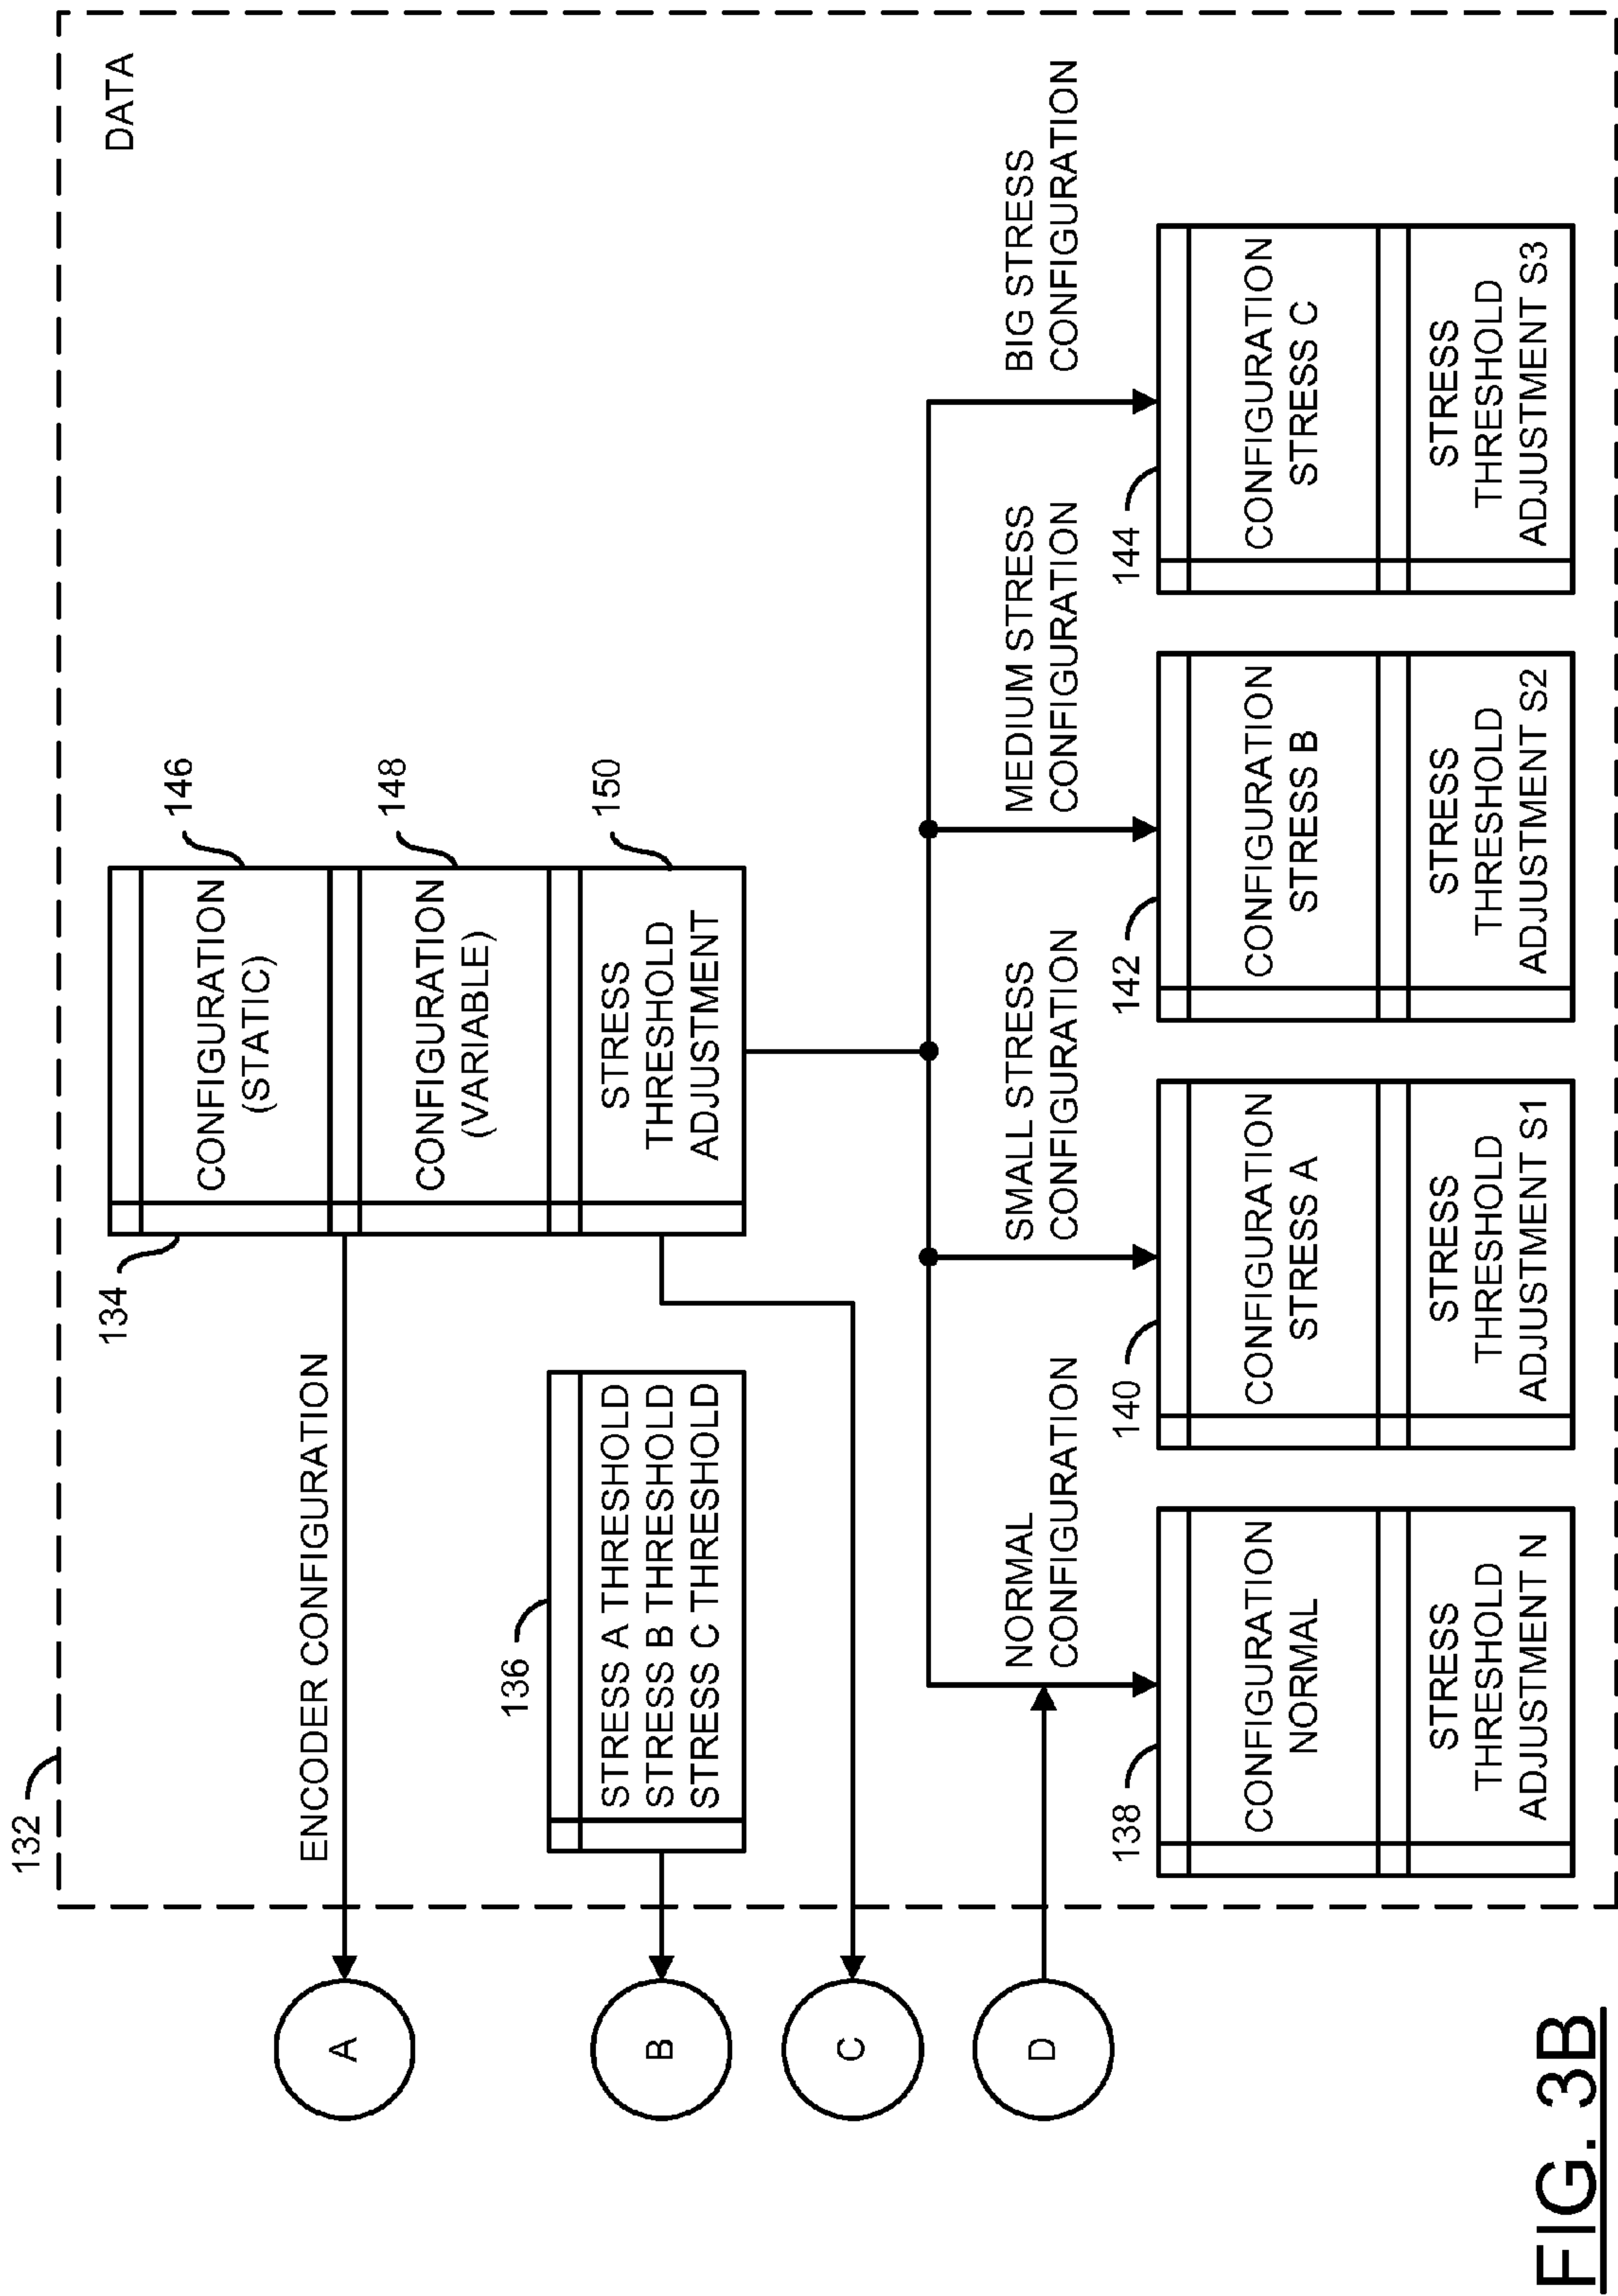 132
DATA
134
CONFIGURATION
(STATIC)
146
ENCODER CONFIGURATION
A
CONFIGURATION
(VARIABLE)
148
136
STRESS A THRESHOLD
STRESS B THRESHOLD
STRESS C THRESHOLD
B
STRESS
THRESHOLD
ADJUSTMENT
150
C
D
NORMAL
CONFIGURATION
SMALL STRESS
CONFIGURATION
MEDIUM STRESS
CONFIGURATION
BIG STRESS
CONFIGURATION
138
CONFIGURATION
NORMAL
STRESS
THRESHOLD
ADJUSTMENT N
140
CONFIGURATION
STRESS A
STRESS
THRESHOLD
ADJUSTMENT S1
142
CONFIGURATION
STRESS B
STRESS
THRESHOLD
ADJUSTMENT S2
144
CONFIGURATION
STRESS C
STRESS
THRESHOLD
ADJUSTMENT S3
FIG. 3B